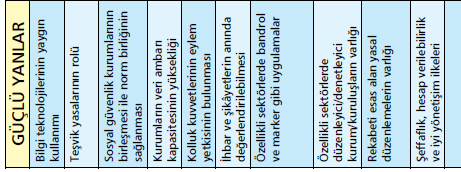 GÜÇLÜ YANLAR
Bilgi teknolojilerinin yaygın
kullanımı
Teşvik yasalarının rolü
Sosyal güvenlik kurumlarının
birleşmesi ile norm birliğinin
sağlanması
Kurumların veri ambarı
kapasitesinin yüksekliği
Kolluk kuvvetlerinin eylem
yetkisinin bulunması
İhbar ve şikâyetlerin anında
değerlendirilebilmesi
Özellikli sektörlerde bandrol
ve marker gibi uygulamalar
Özellikli sektörlerde
düzenleyici/denetleyici
kurum/kuruluşların varlığı
Rekabeti esas alan yasal
düzenlemelerin varlığı
Şeffaflık, hesap verilebilirlik
ve iyi yönetişim ilkeleri